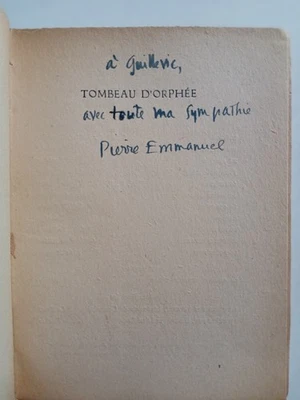 à Guillevic,
TOMBEAU D'ORPHÉE
avec toute ma sympathie
Pierre Emmanuel